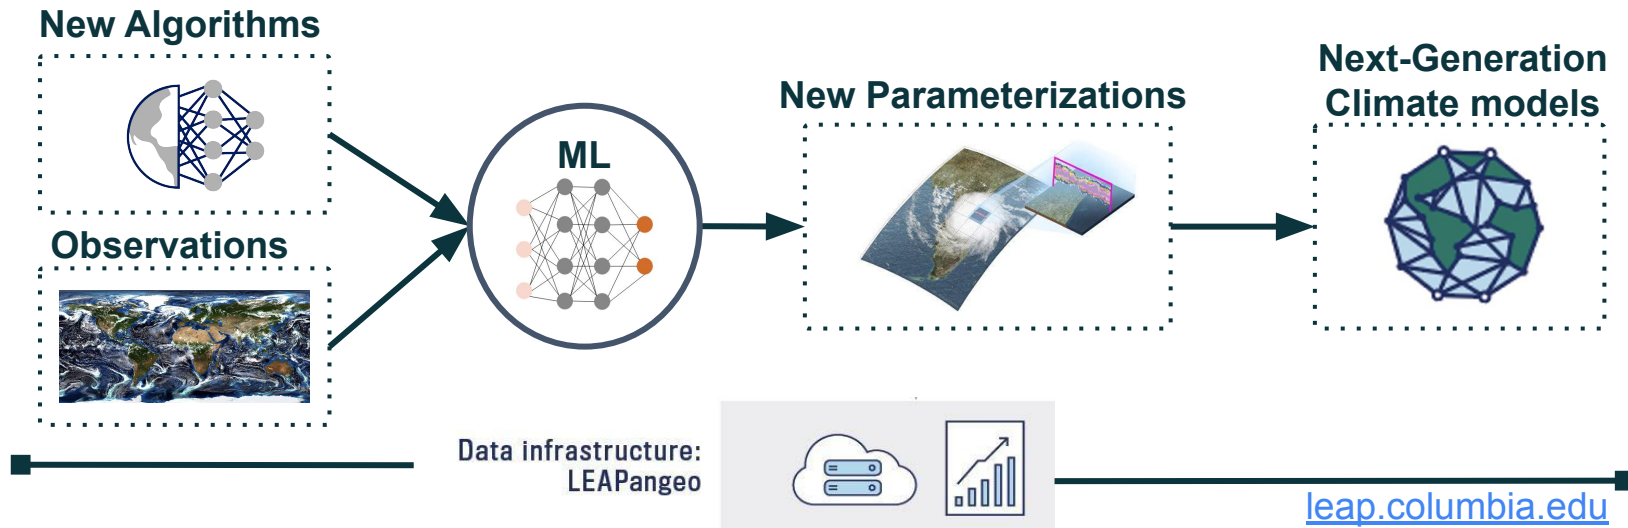 New Algorithms
Observations
ML
New Parameterizations
Next-Generation
Climate models
Data infrastructure:
LEAPangeo
leap.columbia.edu